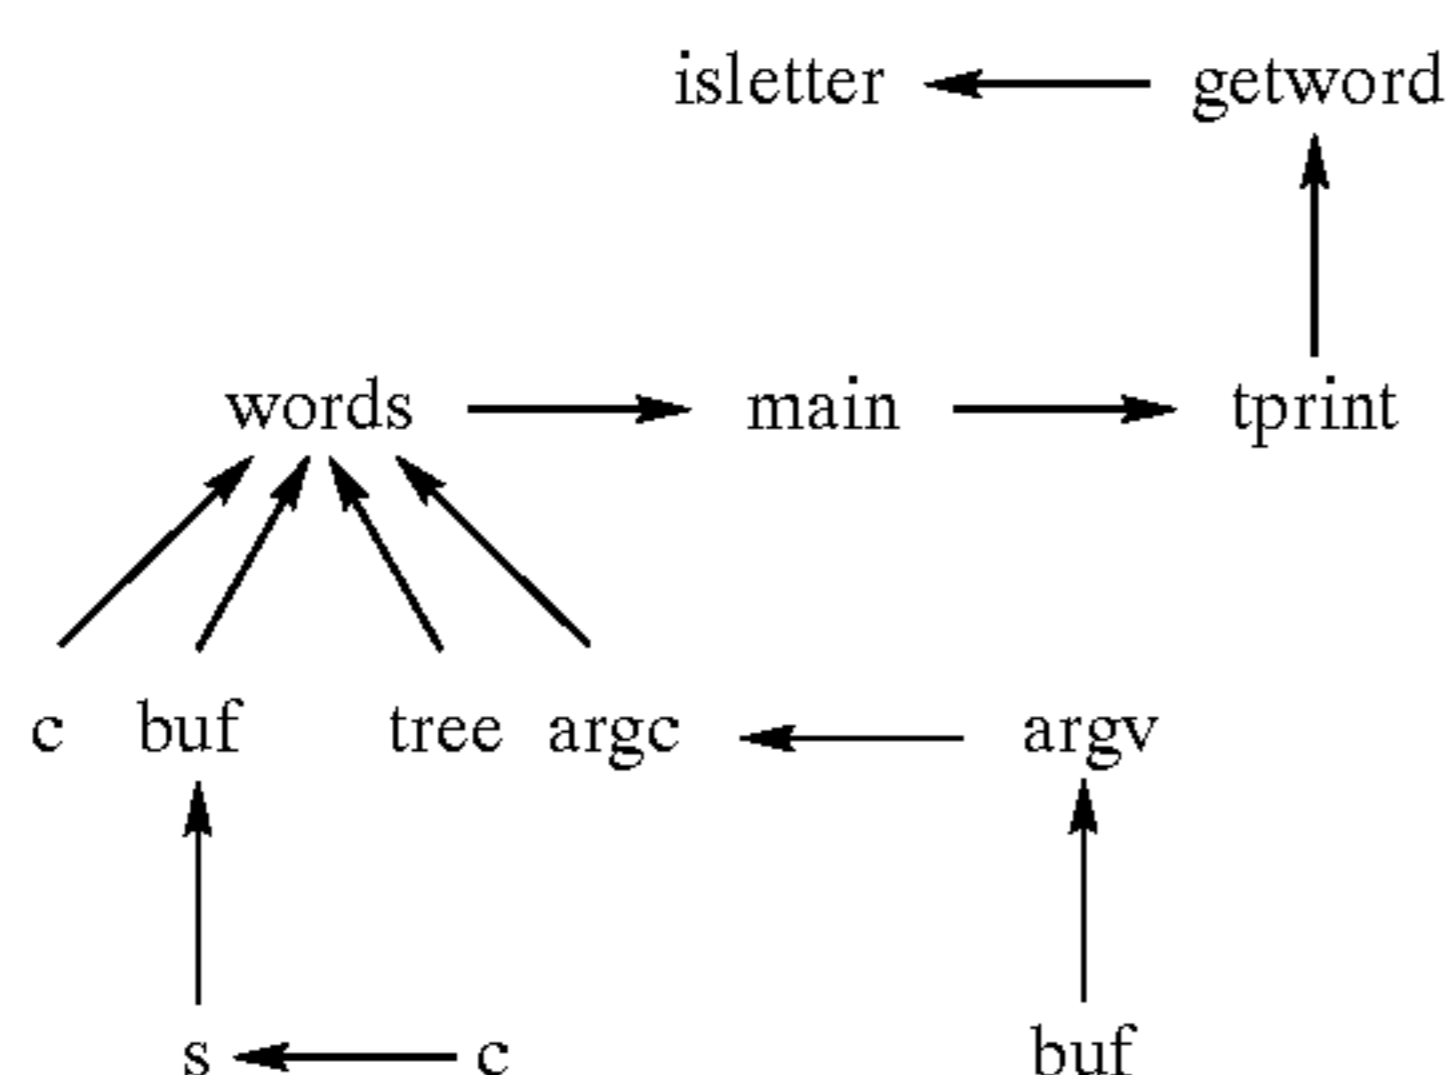 isletter getword
words main tprint
c buf tree argc argv
s c buf